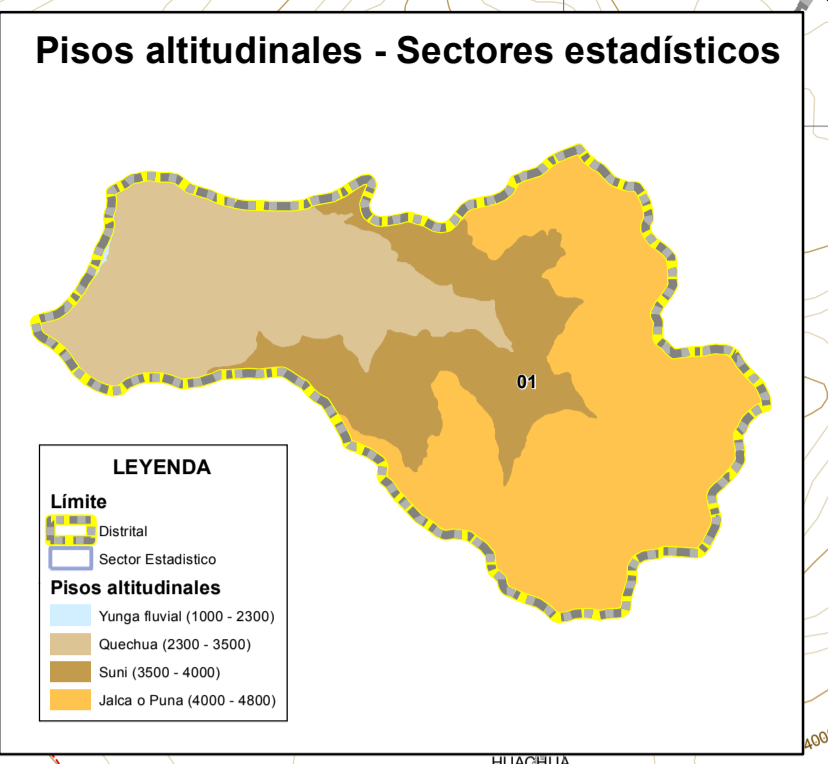 Pisos altitudinales - Sectores estadísticos
01
LEYENDA
Límite
Distrital
Sector Estadistico
Pisos altitudinales
Yunga fluvial (1000 - 2300)
Quechua (2300 - 3500)
Suni (3500 - 4000)
Jalca o Puna (4000 - 4800)
HUACHUA